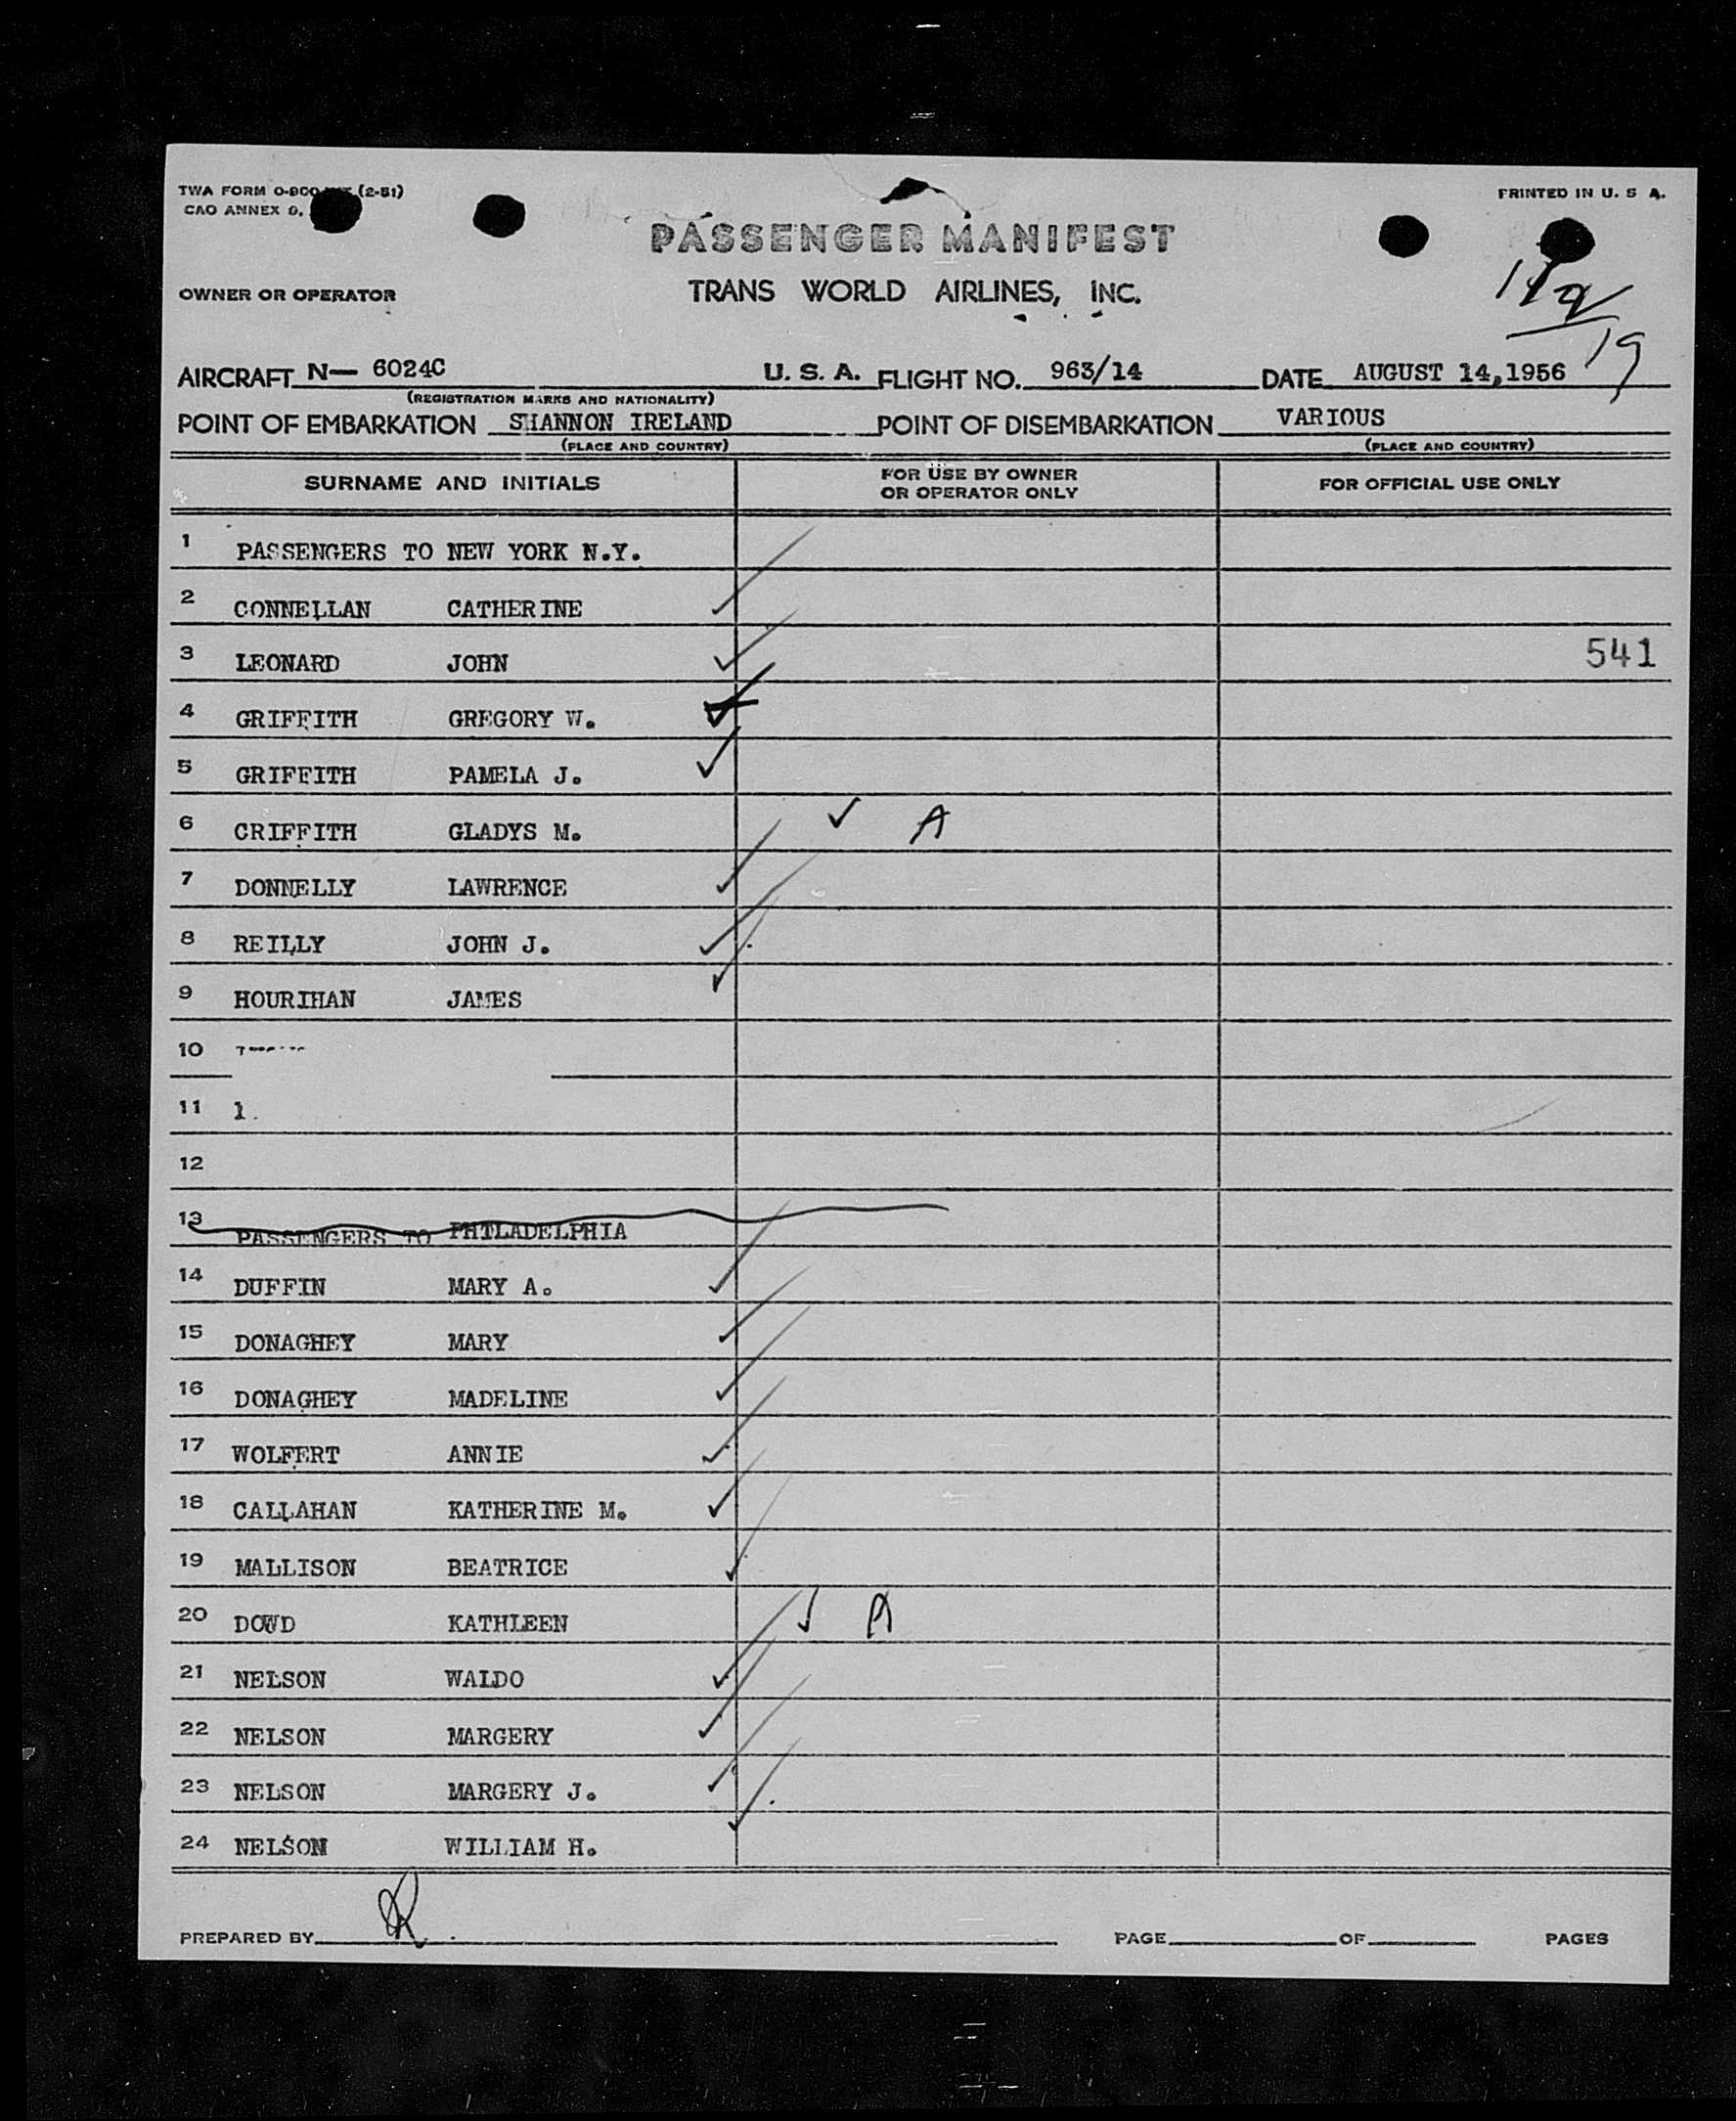 TWA FORM O-800 (2-51)
CAO ANNEX 9.
PRINTED IN U. S A.
PASSENGER MANIFEST
OWNER OR OPERATOR TRANS WORLD AIRLINES, INC.
19
AIRCRAFT N— 6024C U. S. A. FLIGHT NO. 963/14 DATE AUGUST 14,1956
(REGISTRATION MARKS AND NATIONALITY)
POINT OF EMBARKATION SHANNON IRELAND POINT OF DISEMBARKATION VARIOUS
(PLACE AND COUNTRY) (PLACE AND COUNTRY)
SURNAME AND INITIALS FOR USE BY OWNER OR OPERATOR ONLY FOR OFFICIAL USE ONLY
1 PASSENGERS TO NEW YORK N.Y.
2 CONNELLAN CATHERINE
3 LEONARD JOHN 541
4 GRIFFITH GREGORY W.
5 GRIFFITH PAMELA J.
6 GRIFFITH GLADYS M. ✓ A
7 DONNELLY LAWRENCE
8 REILLY JOHN J.
9 HOURIHAN JAMES
10
11 1.
12
13 PASSENGERS TO PHILADELPHIA
14 DUFFIN MARY A.
15 DONAGHEY MARY
16 DONAGHEY MADELINE
17 WOLFERT ANNIE
18 CALLAHAN KATHERINE M.
19 MALLISON BEATRICE
20 DOWD KATHLEEN ✓ A
21 NELSON WALDO
22 NELSON MARGERY
23 NELSON MARGERY J.
24 NELSON WILLIAM H.
PREPARED BY PAGE OF PAGES